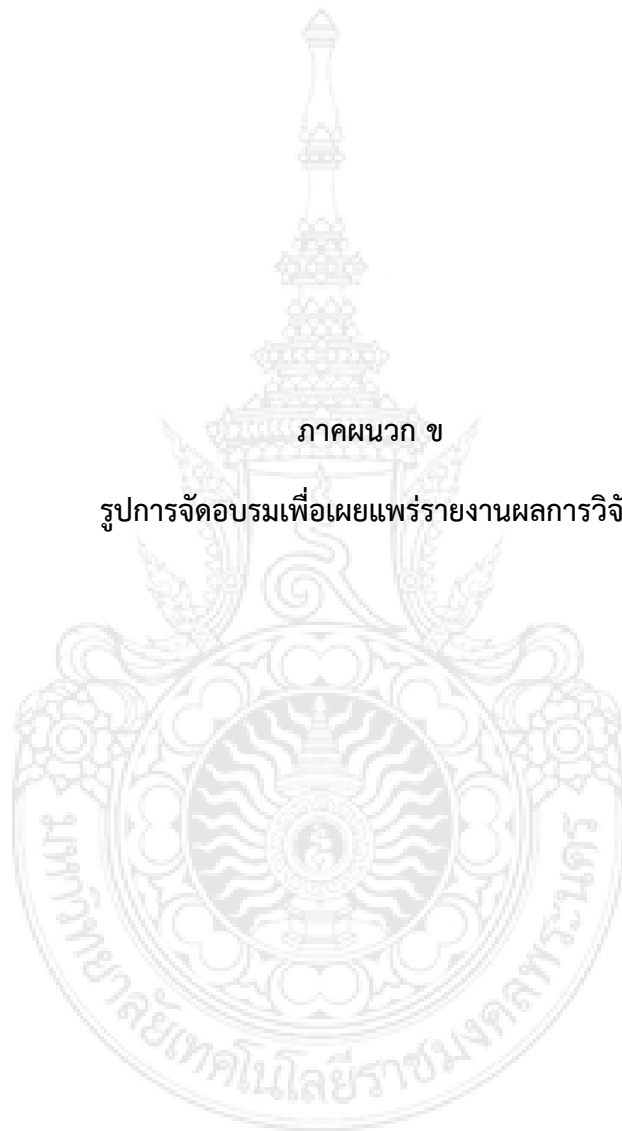 ภาคผนวก ข
รูปการจัดอบรมเพื่อเผยแพร่รายงานผลการวิจั
มหาวิทยาลัยเทคโนโลยีราชมงคลพระนคร